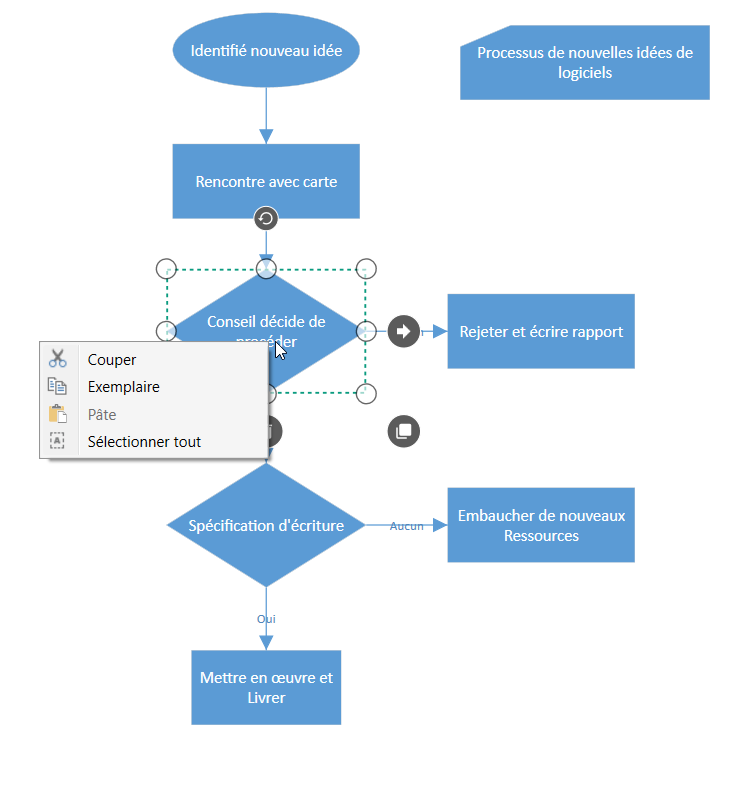 Identifié nouveau idée
Processus de nouvelles idées de
logiciels
Rencontre avec carte
Conseil décide de
procéder
Rejeter et écrire rapport
Couper
Exemplaire
Pâte
Sélectionner tout
Spécification d'écriture
Aucun
Embaucher de nouveaux
Ressources
Oui
Mettre en œuvre et
Livrer